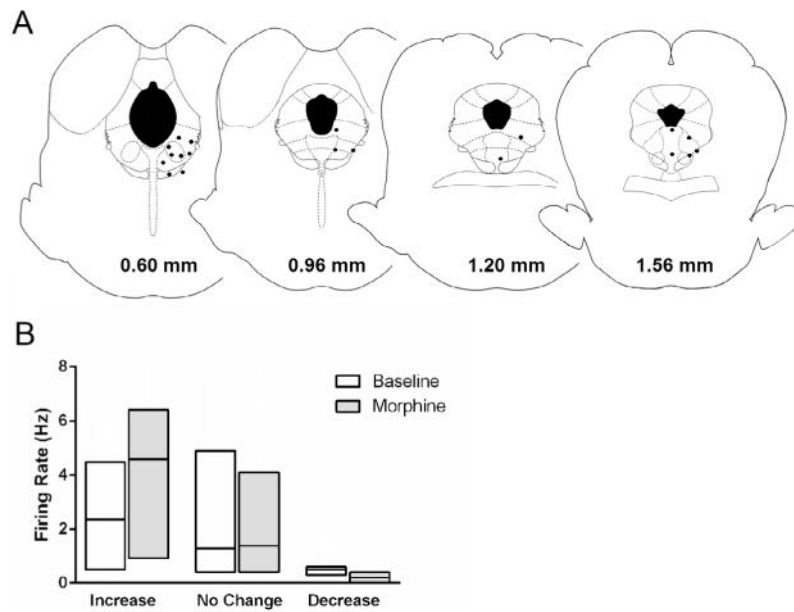 A
0.60 mm
0.96 mm
1.20 mm
1.56 mm
B
8
6
4
2
0
Firing Rate (Hz)
Baseline
Morphine
Increase
No Change
Decrease